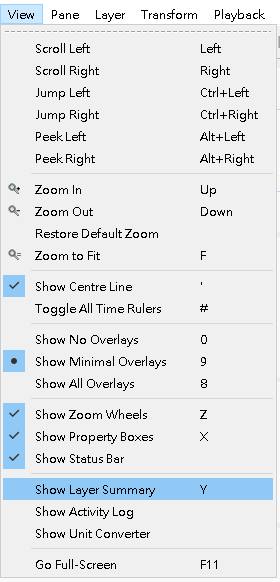 View Pane Layer Transform Playback
Scroll Left Left
Scroll Right Right
Jump Left Ctrl+Left
Jump Right Ctrl+Right
Peek Left Alt+Left
Peek Right Alt+Right
Zoom In Up
Zoom Out Down
Restore Default Zoom
Zoom to Fit F
Show Centre Line '
Toggle All Time Rulers #
Show No Overlays 0
Show Minimal Overlays 9
Show All Overlays 8
Show Zoom Wheels Z
Show Property Boxes X
Show Status Bar
Show Layer Summary Y
Show Activity Log
Show Unit Converter
Go Full-Screen F11